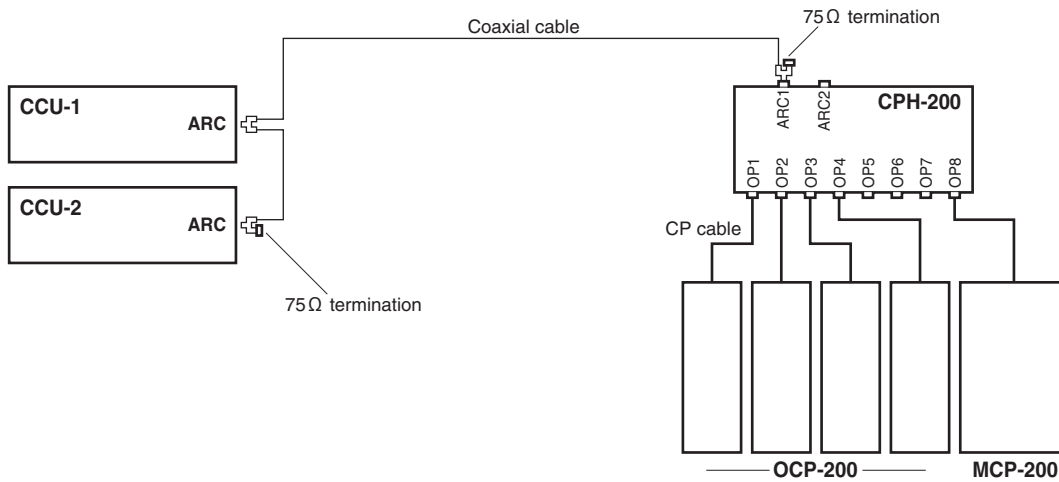 Coaxial cable
75Ω termination
CCU-1
ARC
CCU-2
ARC
75Ω termination
CPH-200
ARC1
ARC2
OP1
OP2
OP3
OP4
OP5
OP6
OP7
OP8
CP cable
OCP-200
MCP-200